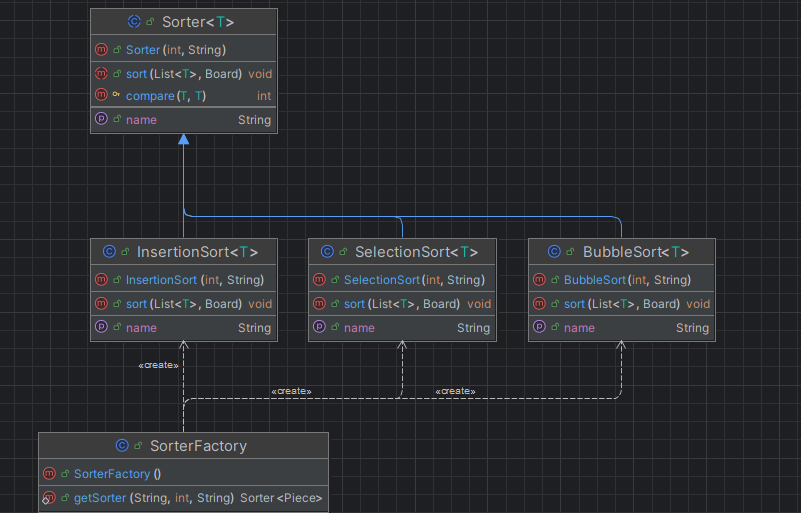 Sorter<T>
Sorter(int, String)
sort(List<T>, Board) void
compare(T, T) int
name String
InsertionSort<T>
InsertionSort(int, String)
sort(List<T>, Board) void
name String
SelectionSort<T>
SelectionSort(int, String)
sort(List<T>, Board) void
name String
BubbleSort<T>
BubbleSort(int, String)
sort(List<T>, Board) void
name String
«create»
«create»
«create»
SorterFactory
SorterFactory()
getSorter(String, int, String) Sorter<Piece>